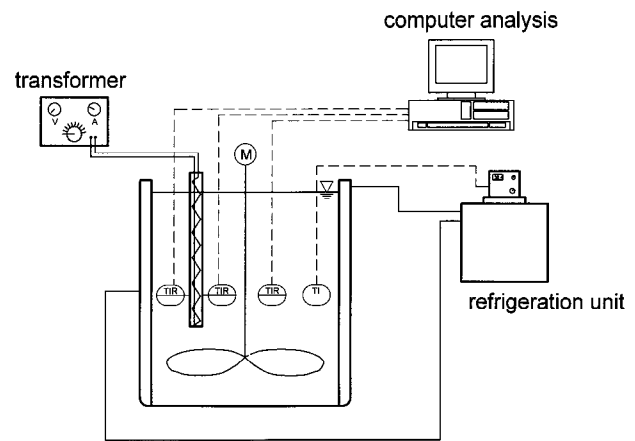 computer analysis
transformer
V
A
M
TIR
TIR
TIR
TI
refrigeration unit